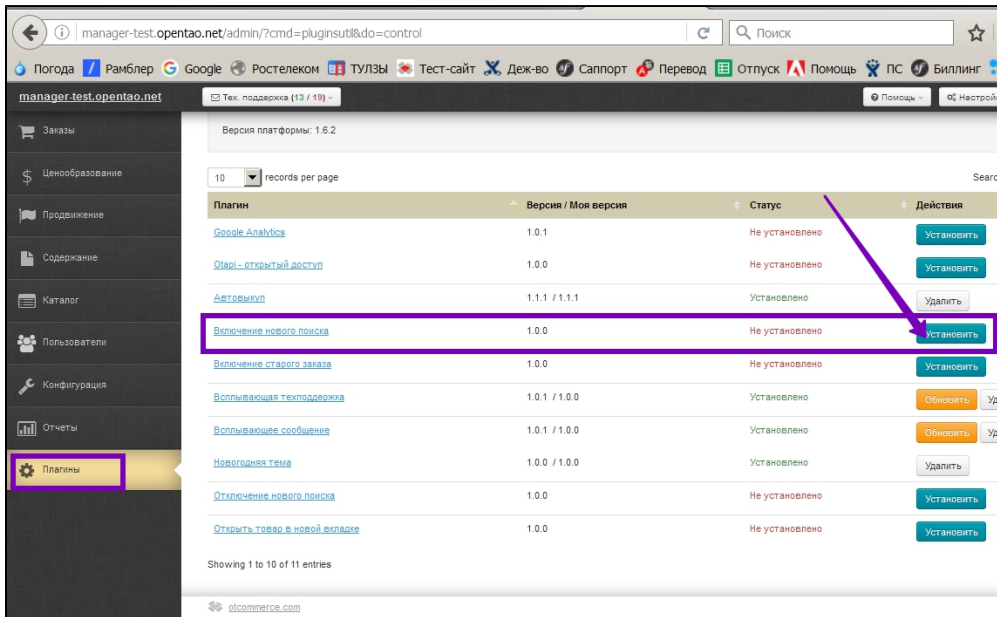 manager-test.opentao.net/admin/?cmd=pluginsutil&do=control Поиск
Погода Рамблер Google Ростелеком ТУЛЗЫ Тест-сайт Деж-во Саппорт Перевод Отпуск Помощь ПС Биллинг
manager-test.opentao.net Тех. поддержка (13 / 19) Помощь Настрой
Заказы
Ценообразование
Продвижение
Содержание
Каталог
Пользователи
Конфигурация
Отчеты
Плагины
Версия платформы: 1.6.2
10 records per page Searc
Плагин Версия / Моя версия Статус Действия
Google Analytics 1.0.1 Не установлено Установить
Otapi - открытый доступ 1.0.0 Не установлено Установить
Автовыкуп 1.1.1 / 1.1.1 Установлено Удалить
Включение нового поиска 1.0.0 Не установлено Установить
Включение старого заказа 1.0.0 Не установлено Установить
Всплывающая техподдержка 1.0.1 / 1.0.0 Установлено Обновить Уд
Всплывающее сообщение 1.0.1 / 1.0.0 Установлено Обновить Уд
Новогодняя тема 1.0.0 / 1.0.0 Установлено Удалить
Отключение нового поиска 1.0.0 Не установлено Установить
Открыть товар в новой вкладке 1.0.0 Не установлено Установить
Showing 1 to 10 of 11 entries
otcommerce.com